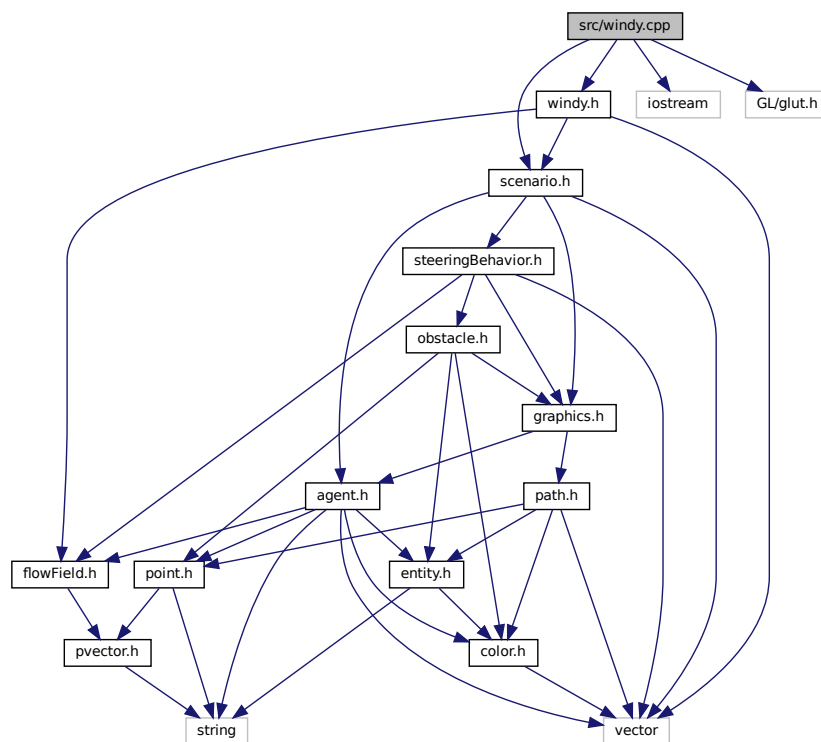 src/windy.cpp
windy.h
iostream
GL/glut.h
scenario.h
steeringBehavior.h
obstacle.h
graphics.h
agent.h
path.h
flowField.h
point.h
entity.h
pvector.h
color.h
string
vector